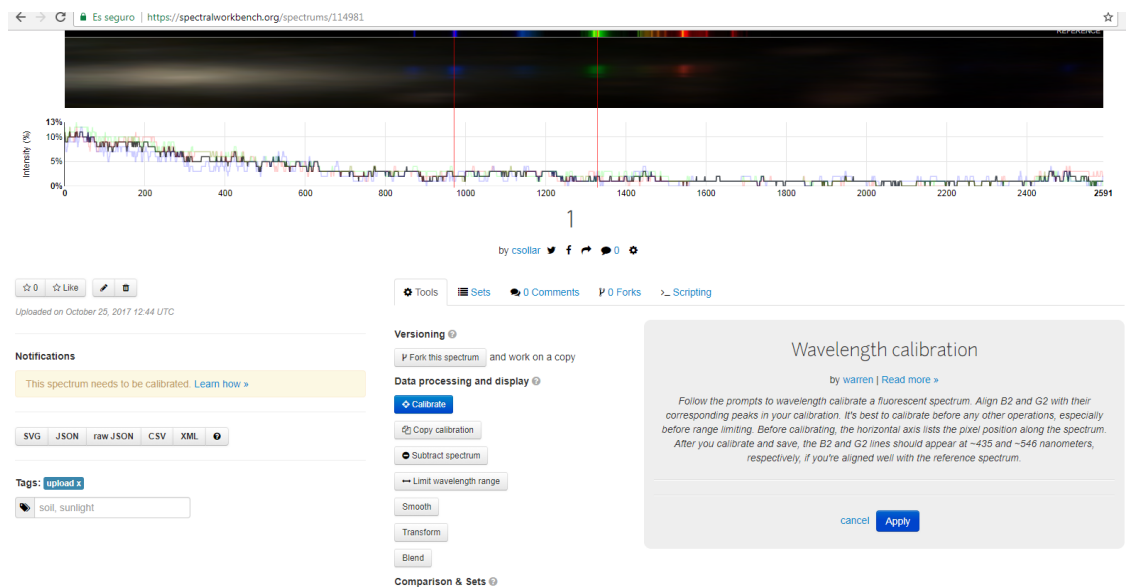 Es seguro | https://spectralworkbench.org/spectrums/114981
REFERENCE
13%
10%
5%
0%
Intensity (%)
0 200 400 600 800 1000 1200 1400 1600 1800 2000 2200 2400 2591
1
by csollar 0
0 Like
Uploaded on October 25, 2017 12:44 UTC
Notifications
This spectrum needs to be calibrated. Learn how »
SVG JSON raw JSON CSV XML ?
Tags: upload x
soil, sunlight
Tools Sets 0 Comments 0 Forks >_ Scripting
Versioning ?
Fork this spectrum and work on a copy
Data processing and display ?
Calibrate
Copy calibration
Subtract spectrum
Limit wavelength range
Smooth
Transform
Blend
Comparison & Sets ?
Wavelength calibration
by warren | Read more »
Follow the prompts to wavelength calibrate a fluorescent spectrum. Align B2 and G2 with their
corresponding peaks in your calibration. It's best to calibrate before any other operations, especially
before range limiting. Before calibrating, the horizontal axis lists the pixel position along the spectrum.
After you calibrate and save, the B2 and G2 lines should appear at ~435 and ~546 nanometers,
respectively, if you're aligned well with the reference spectrum.
cancel Apply